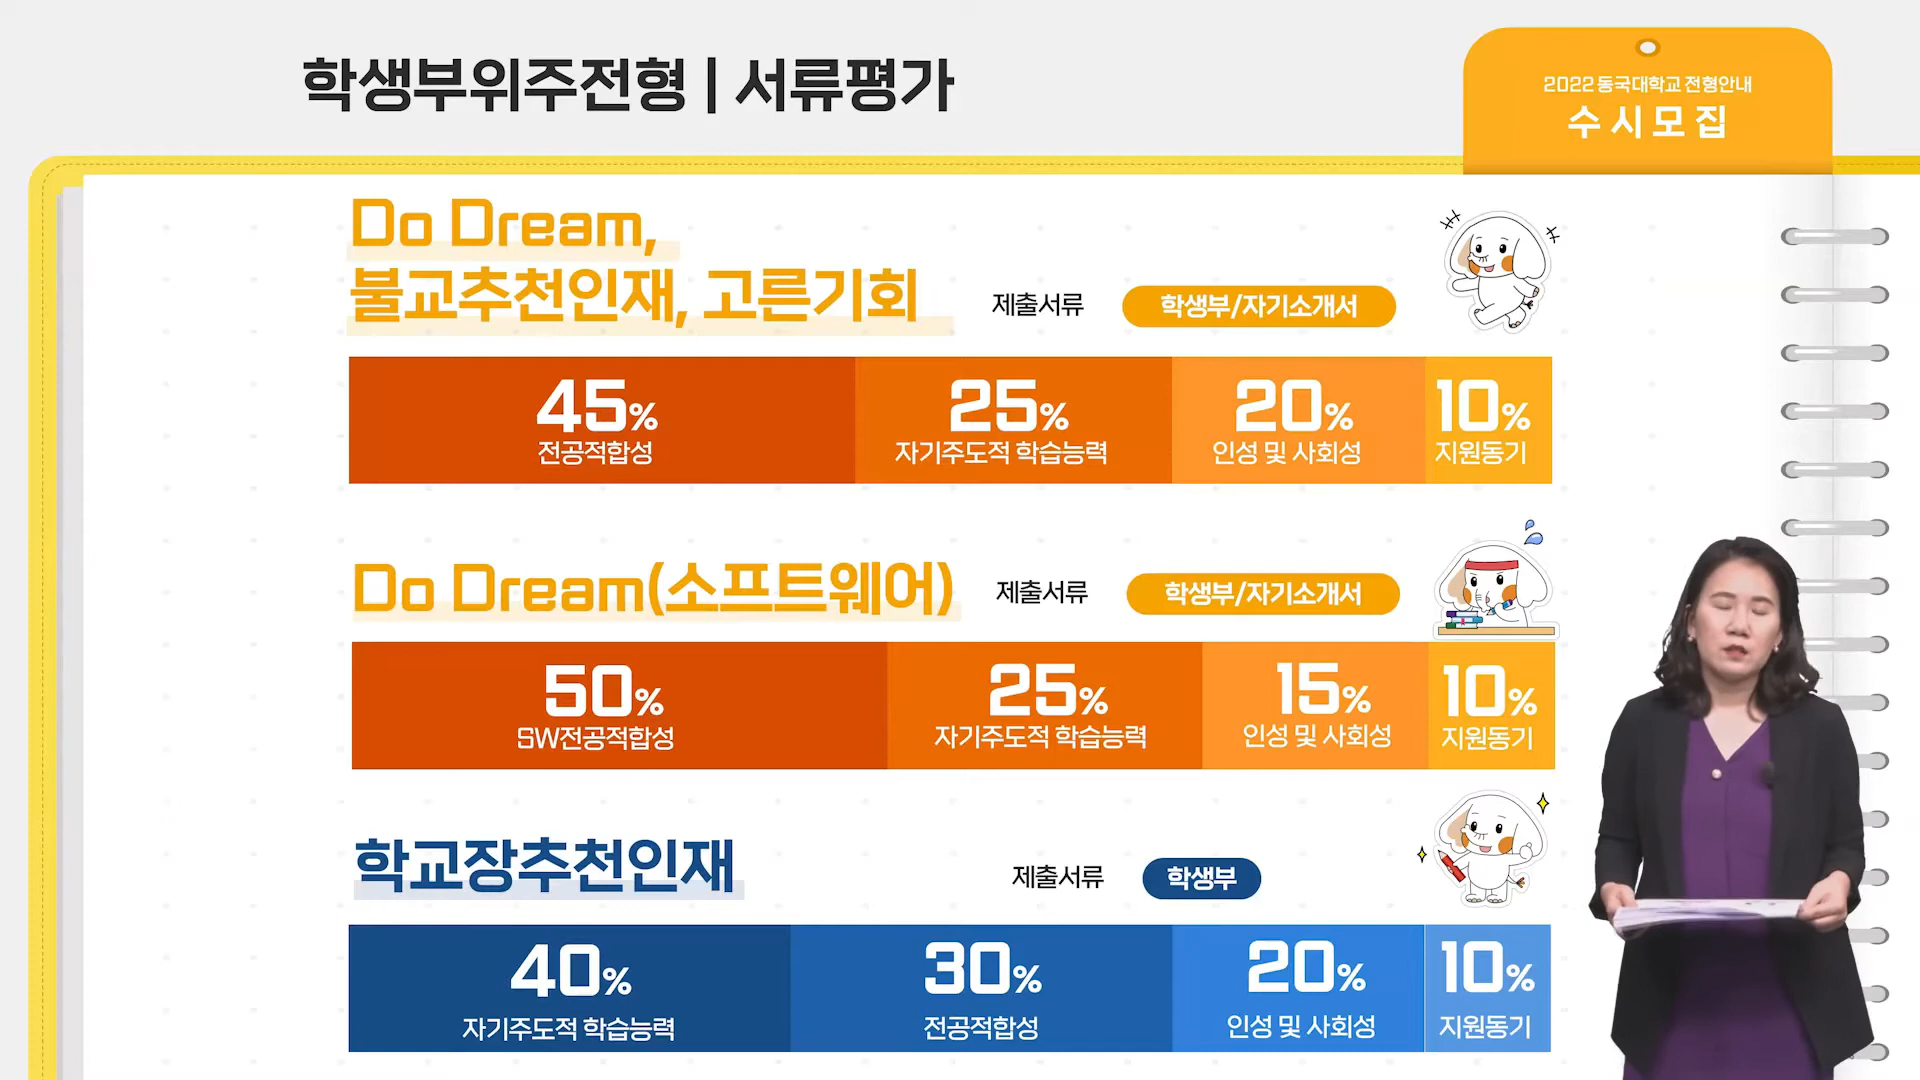 학생부위주전형 | 서류평가
2022 동국대학교 전형안내
수시모집
Do Dream,
불교추천인재, 고른기회
제출서류
학생부/자기소개서
45%
전공적합성
25%
자기주도적 학습능력
20%
인성 및 사회성
10%
지원동기
Do Dream(소프트웨어)
제출서류
학생부/자기소개서
50%
SW전공적합성
25%
자기주도적 학습능력
15%
인성 및 사회성
10%
지원동기
학교장추천인재
제출서류
학생부
40%
자기주도적 학습능력
30%
전공적합성
20%
인성 및 사회성
10%
지원동기